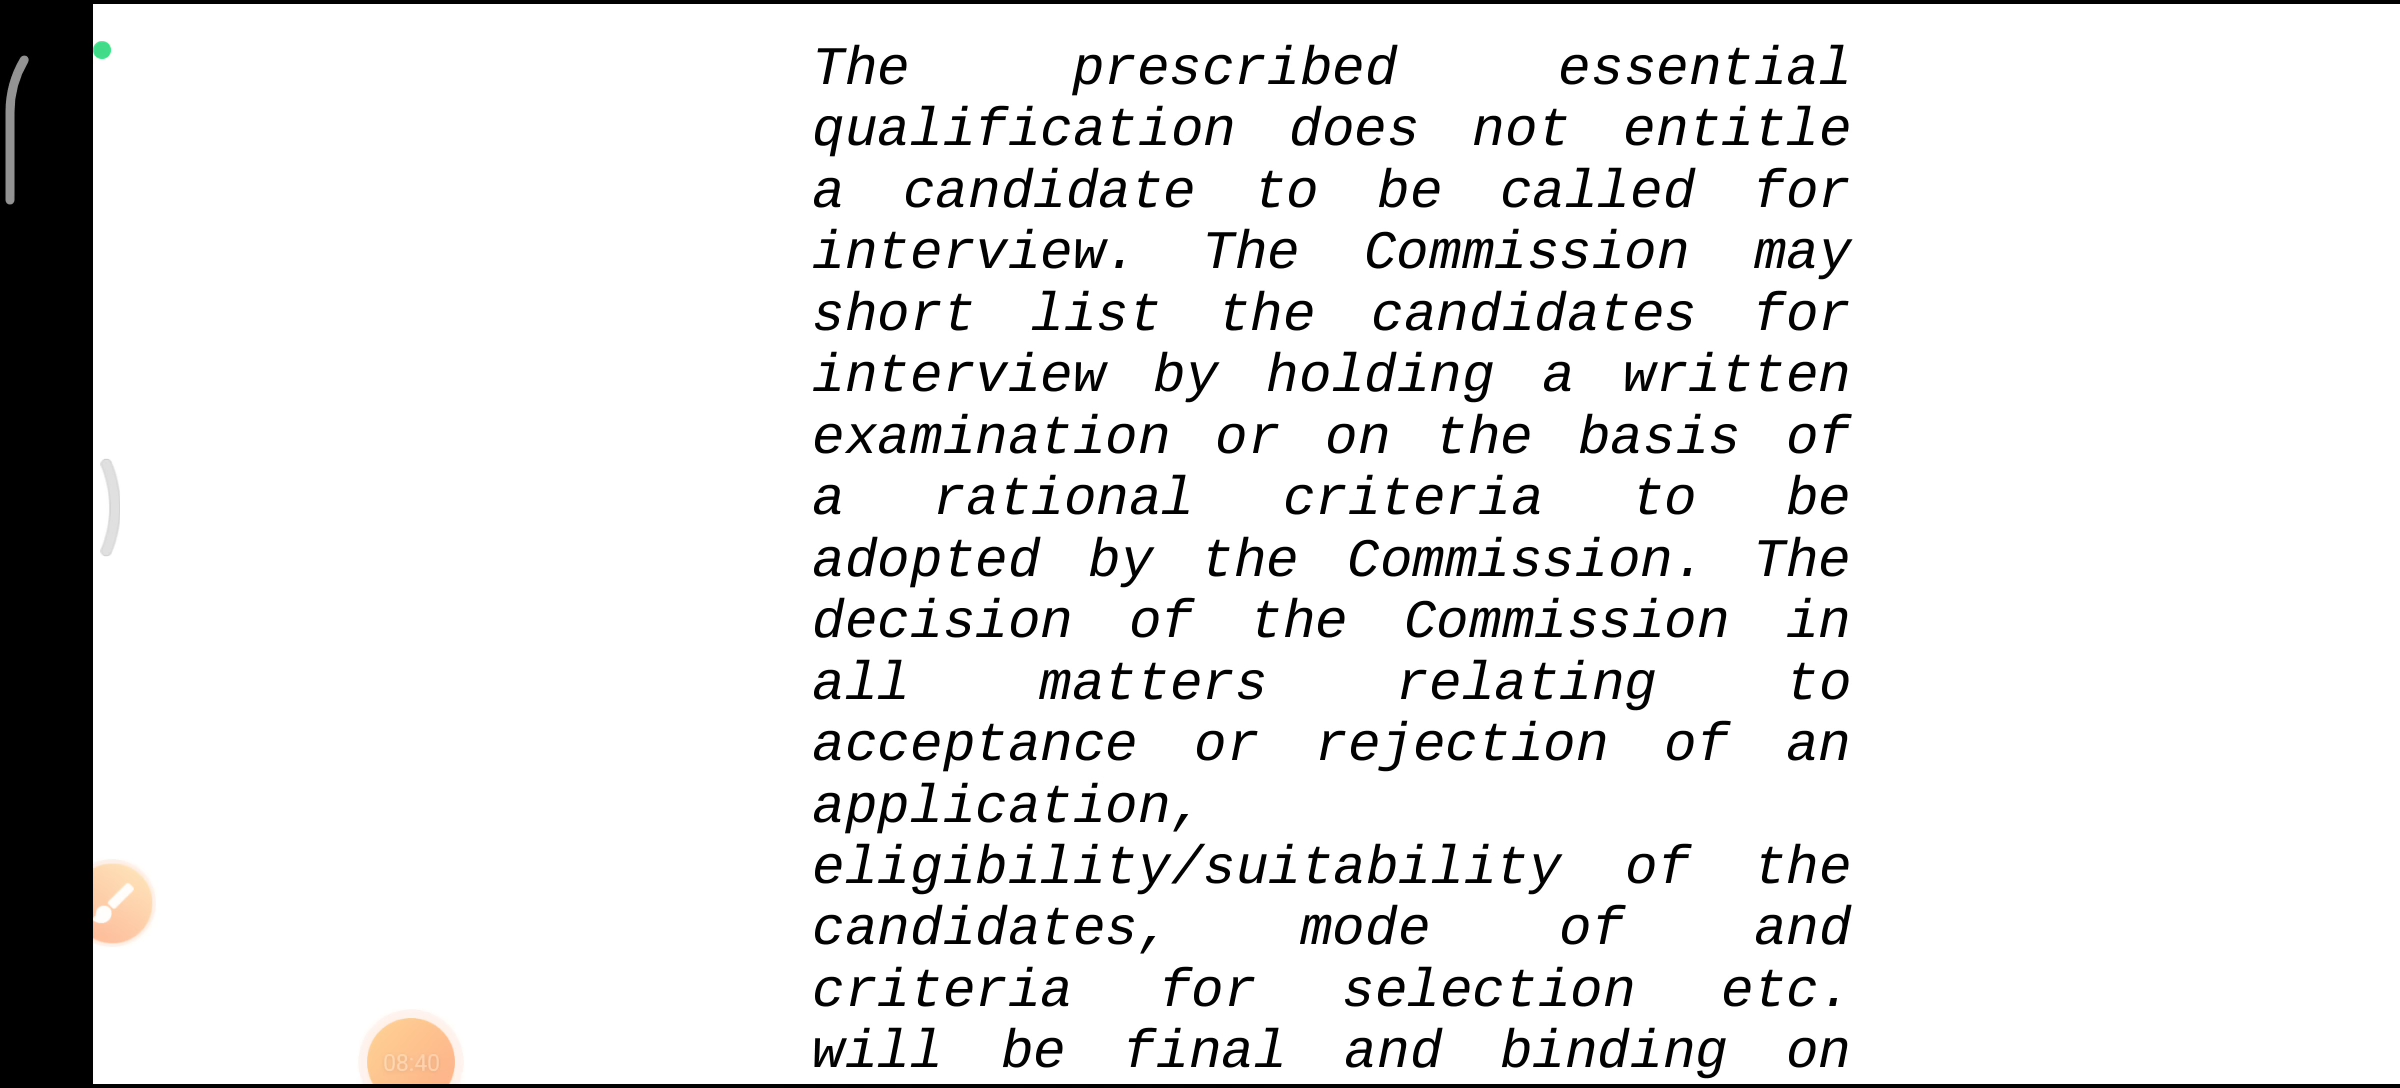 The prescribed essential
qualification does not entitle
a candidate to be called for
interview. The Commission may
short list the candidates for
interview by holding a written
examination or on the basis of
a rational criteria to be
adopted by the Commission. The
decision of the Commission in
all matters relating to
acceptance or rejection of an
application,
eligibility/suitability of the
candidates, mode of and
criteria for selection etc.
will be final and binding on
08:40